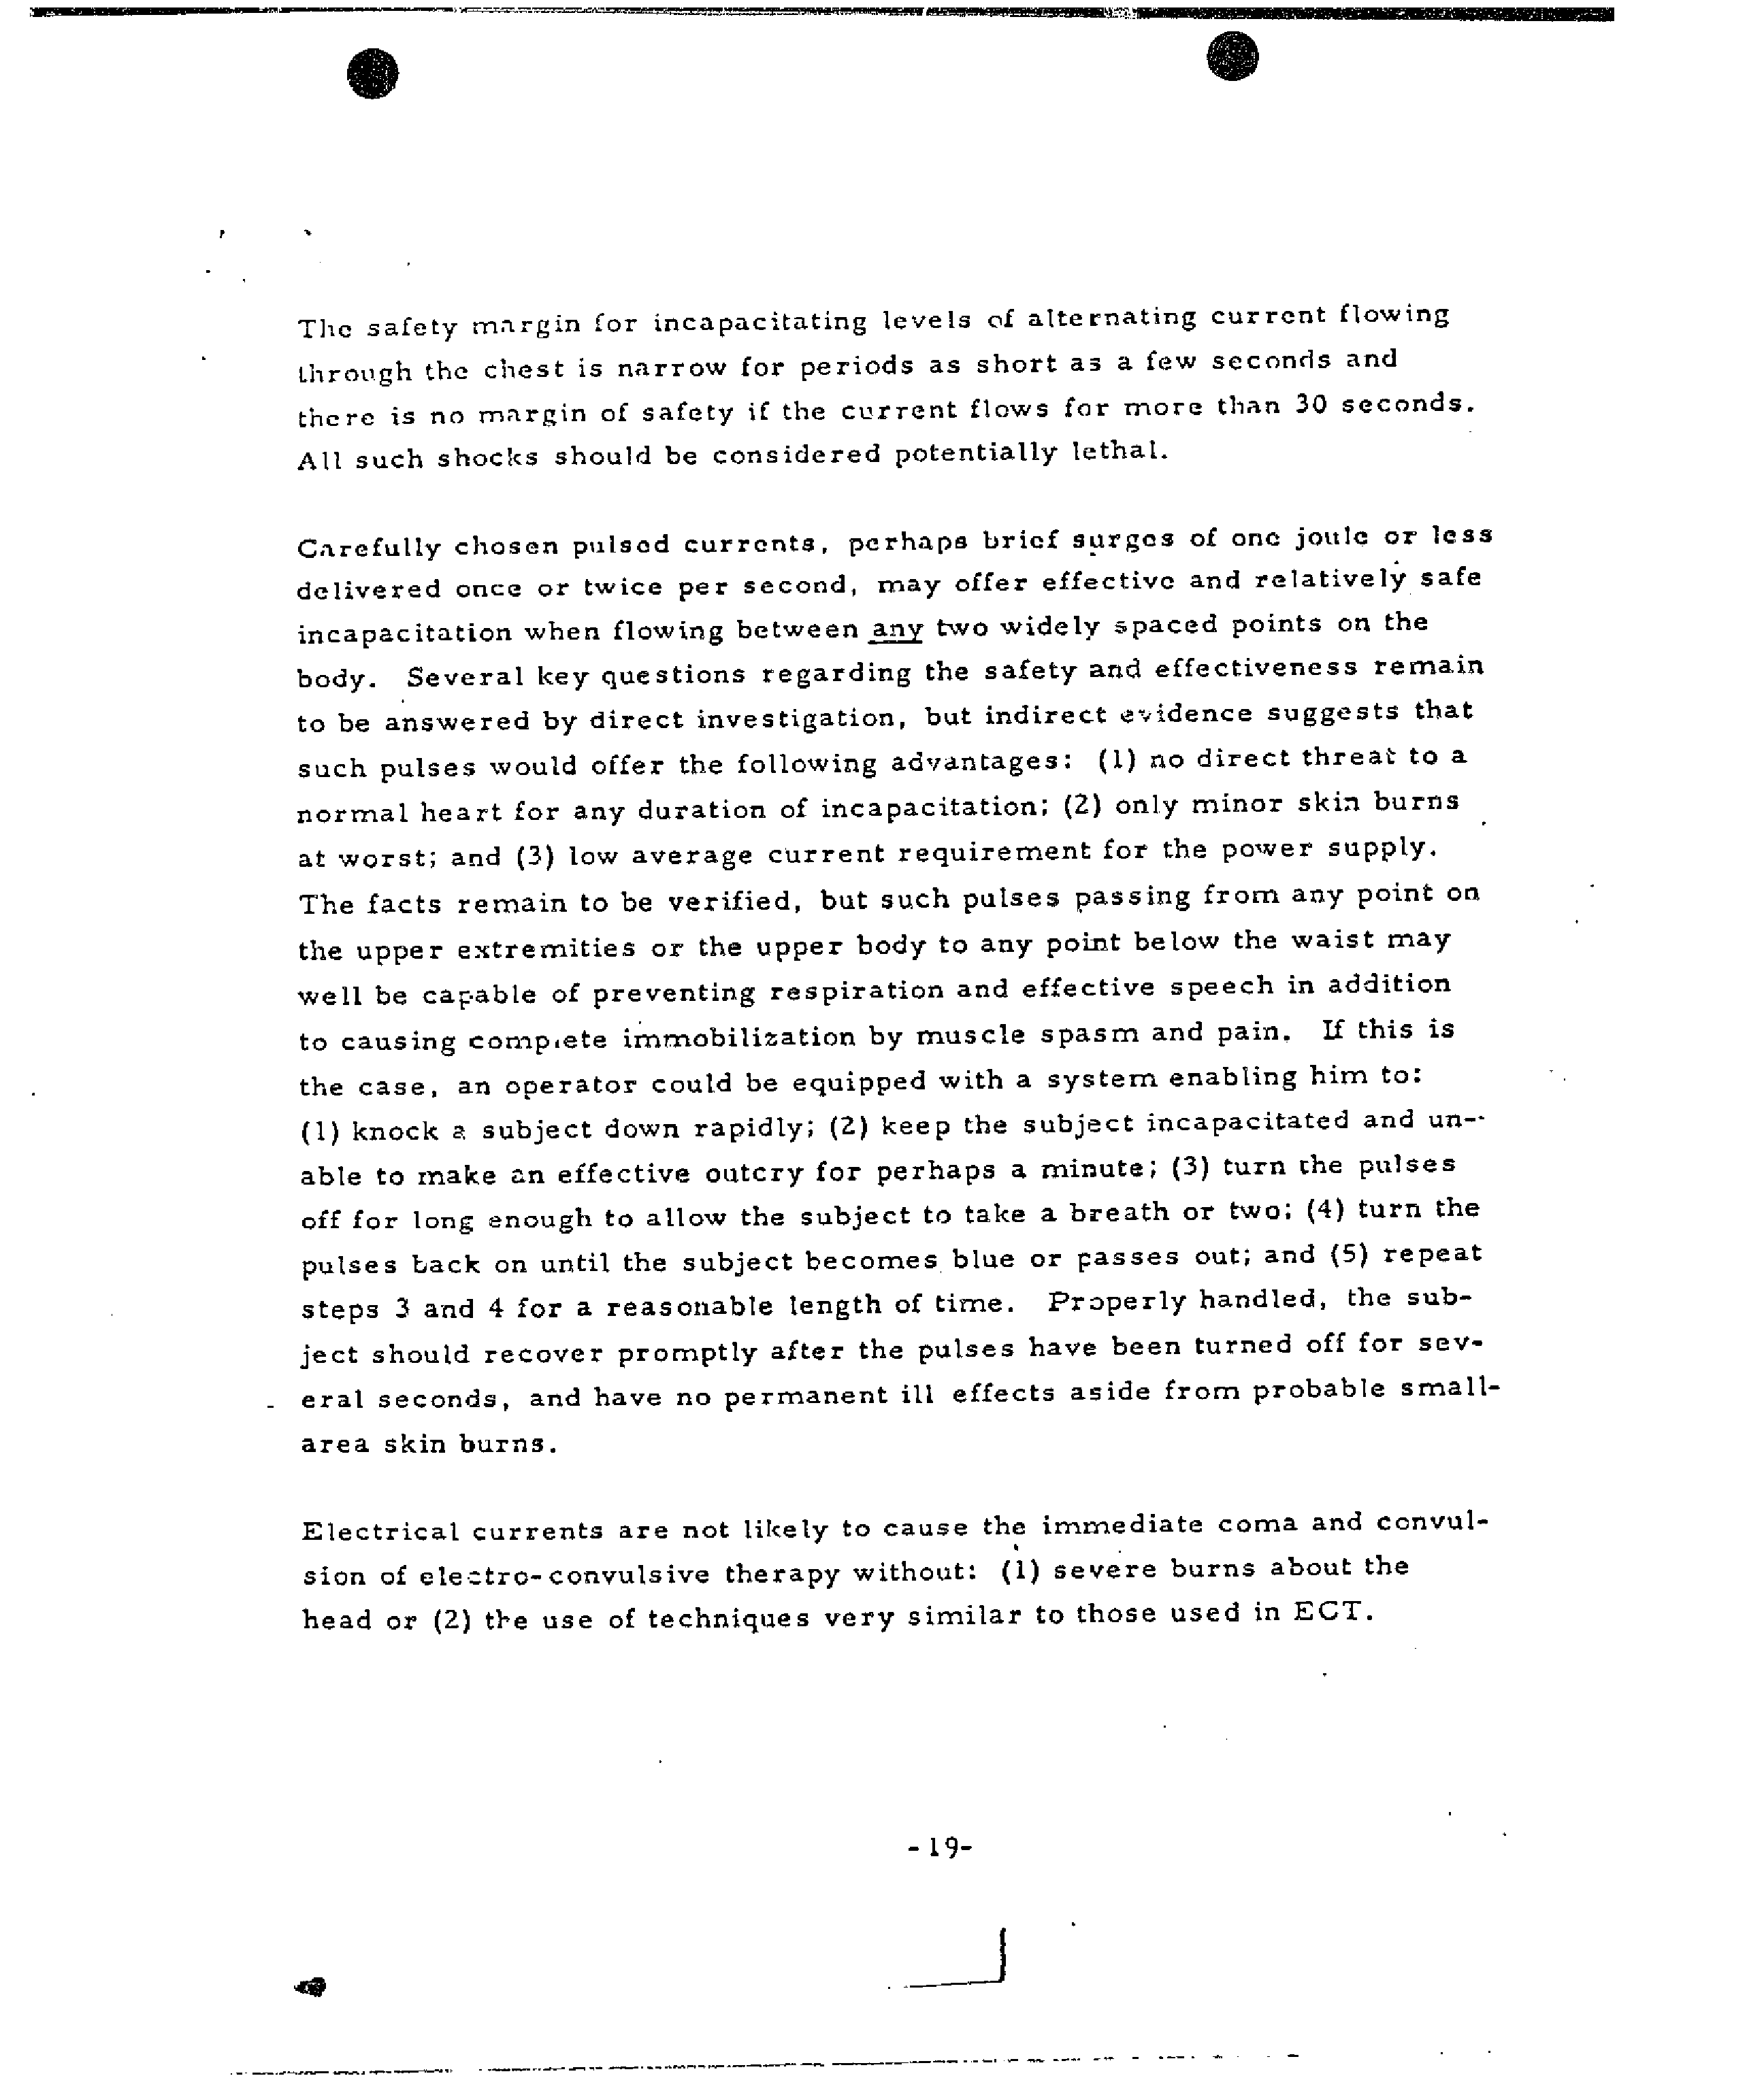 The safety margin for incapacitating levels of alternating current flowing
through the chest is narrow for periods as short as a few seconds and
there is no margin of safety if the current flows for more than 30 seconds.
All such shocks should be considered potentially lethal.
Carefully chosen pulsed currents, perhaps brief surges of one joule or less
delivered once or twice per second, may offer effective and relatively safe
incapacitation when flowing between any two widely spaced points on the
body. Several key questions regarding the safety and effectiveness remain
to be answered by direct investigation, but indirect evidence suggests that
such pulses would offer the following advantages: (1) no direct threat to a
normal heart for any duration of incapacitation; (2) only minor skin burns
at worst; and (3) low average current requirement for the power supply.
The facts remain to be verified, but such pulses passing from any point on
the upper extremities or the upper body to any point below the waist may
well be capable of preventing respiration and effective speech in addition
to causing complete immobilization by muscle spasm and pain. If this is
the case, an operator could be equipped with a system enabling him to:
(1) knock a subject down rapidly; (2) keep the subject incapacitated and un-
able to make an effective outcry for perhaps a minute; (3) turn the pulses
off for long enough to allow the subject to take a breath or two; (4) turn the
pulses back on until the subject becomes blue or passes out; and (5) repeat
steps 3 and 4 for a reasonable length of time. Properly handled, the sub-
ject should recover promptly after the pulses have been turned off for sev-
eral seconds, and have no permanent ill effects aside from probable small-
area skin burns.
Electrical currents are not likely to cause the immediate coma and convul-
sion of electro-convulsive therapy without: (1) severe burns about the
head or (2) the use of techniques very similar to those used in ECT.
-19-